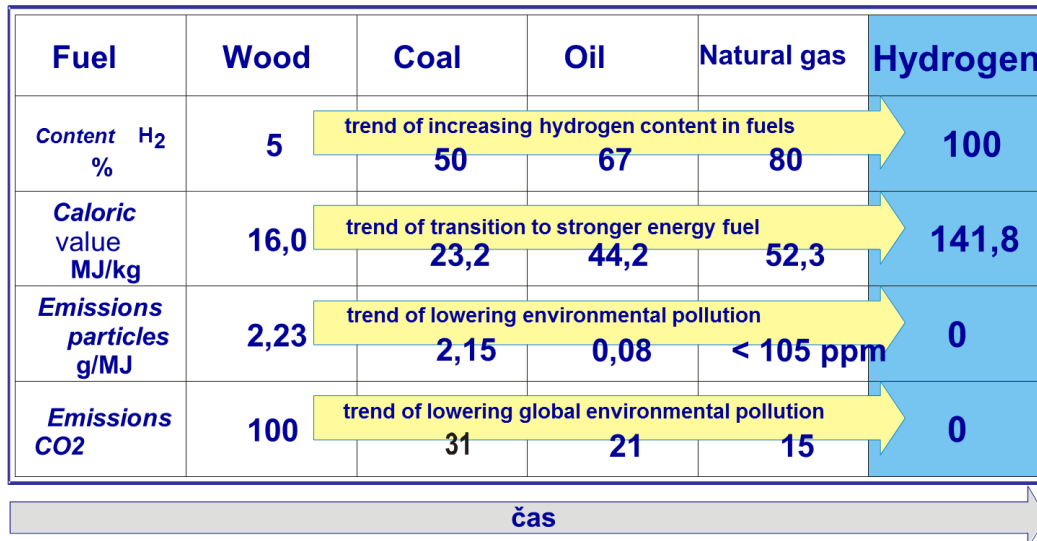 Fuel Wood Coal Oil Natural gas Hydrogen
trend of increasing hydrogen content in fuels
Content H2
% 5 50 67 80 100
Caloric
value
MJ/kg 16,0
trend of transition to stronger energy fuel
23,2 44,2 52,3 141,8
Emissions
particles
g/MJ 2,23
trend of lowering environmental pollution
2,15 0,08 < 105 ppm 0
Emissions
CO2 100
trend of lowering global environmental pollution
31 21 15 0
čas